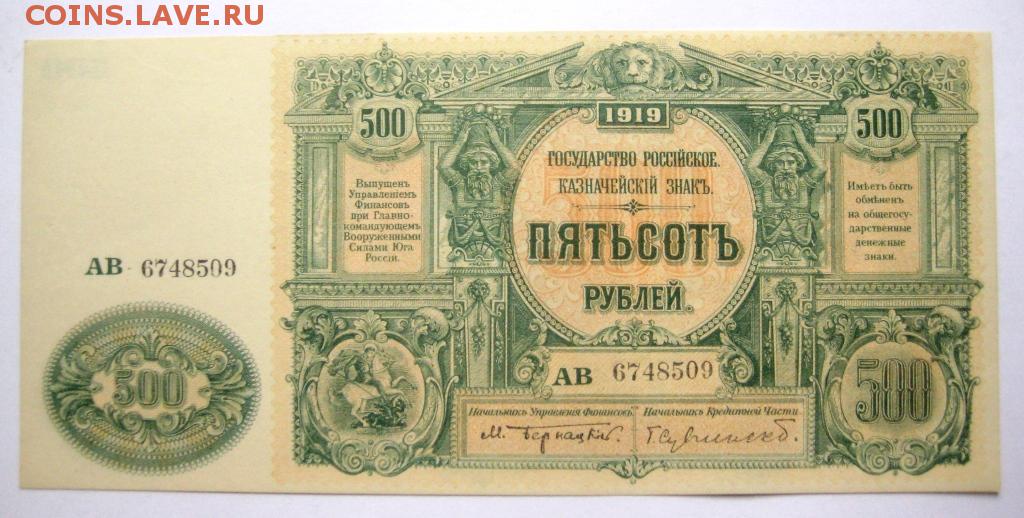 COINS.LAVE.RU
500
1919
500
ГОСУДАРСТВО РОССІЙСКОЕ.
КАЗНАЧЕЙСКІЙ ЗНАКЪ.
ПЯТЬСОТЪ
РУБЛЕЙ.
Выпущенъ
Управленіемъ
Финансовъ
при Главно-
командующемъ
Вооруженными
Силами Юга
Россіи.
Имѣетъ быть
обмѣненъ
на общегосу-
дарственные
денежные
знаки.
АВ 6748509
АВ 6748509
500
500
Начальникъ Управленія Финансовъ
Начальникъ Кредитной Части
М. Бернацкій.